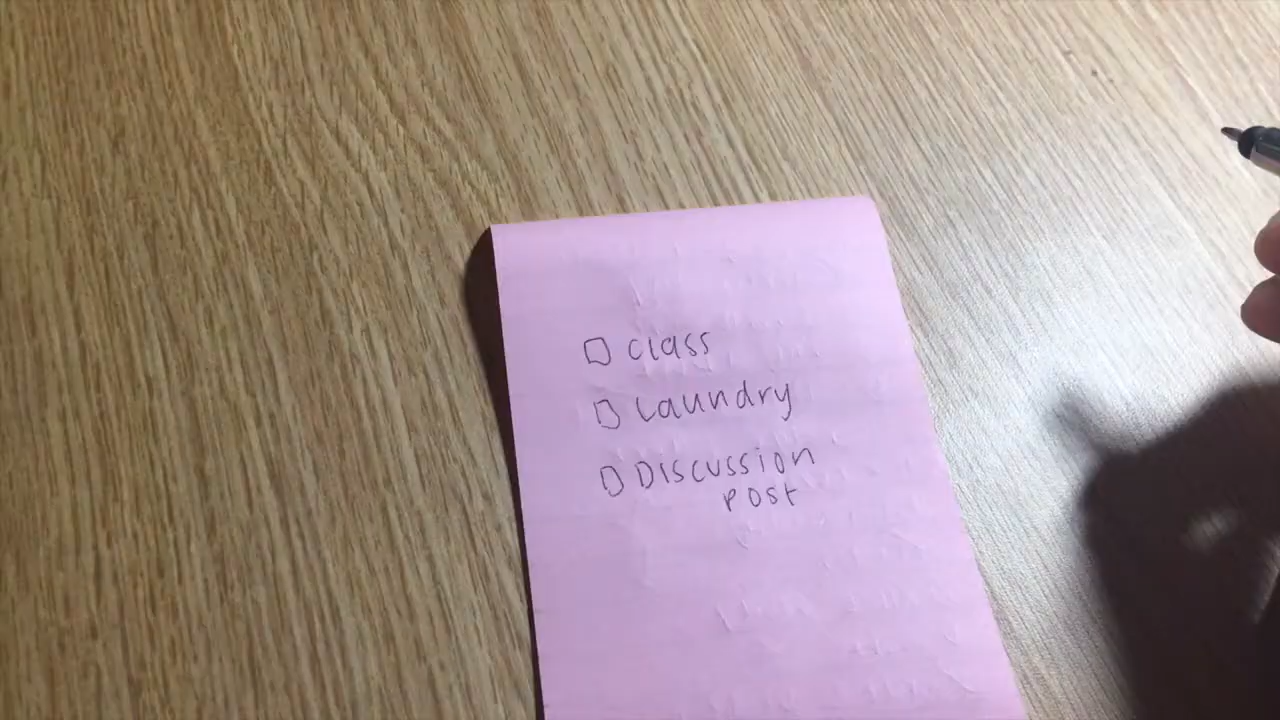 ☐ class
☐ Laundry
☐ Discussion
post